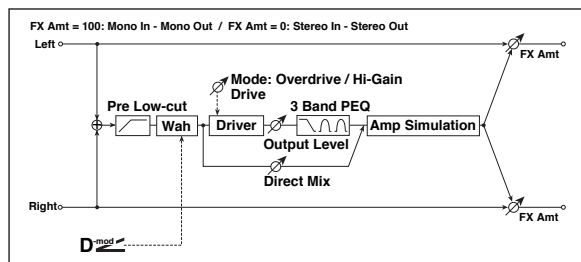 FX Amt = 100: Mono In - Mono Out / FX Amt = 0: Stereo In - Stereo Out
Left
FX Amt
Mode: Overdrive / Hi-Gain
Drive
Pre Low-cut
3 Band PEQ
Wah
Driver
Amp Simulation
Output Level
Direct Mix
Right
FX Amt
D-mod